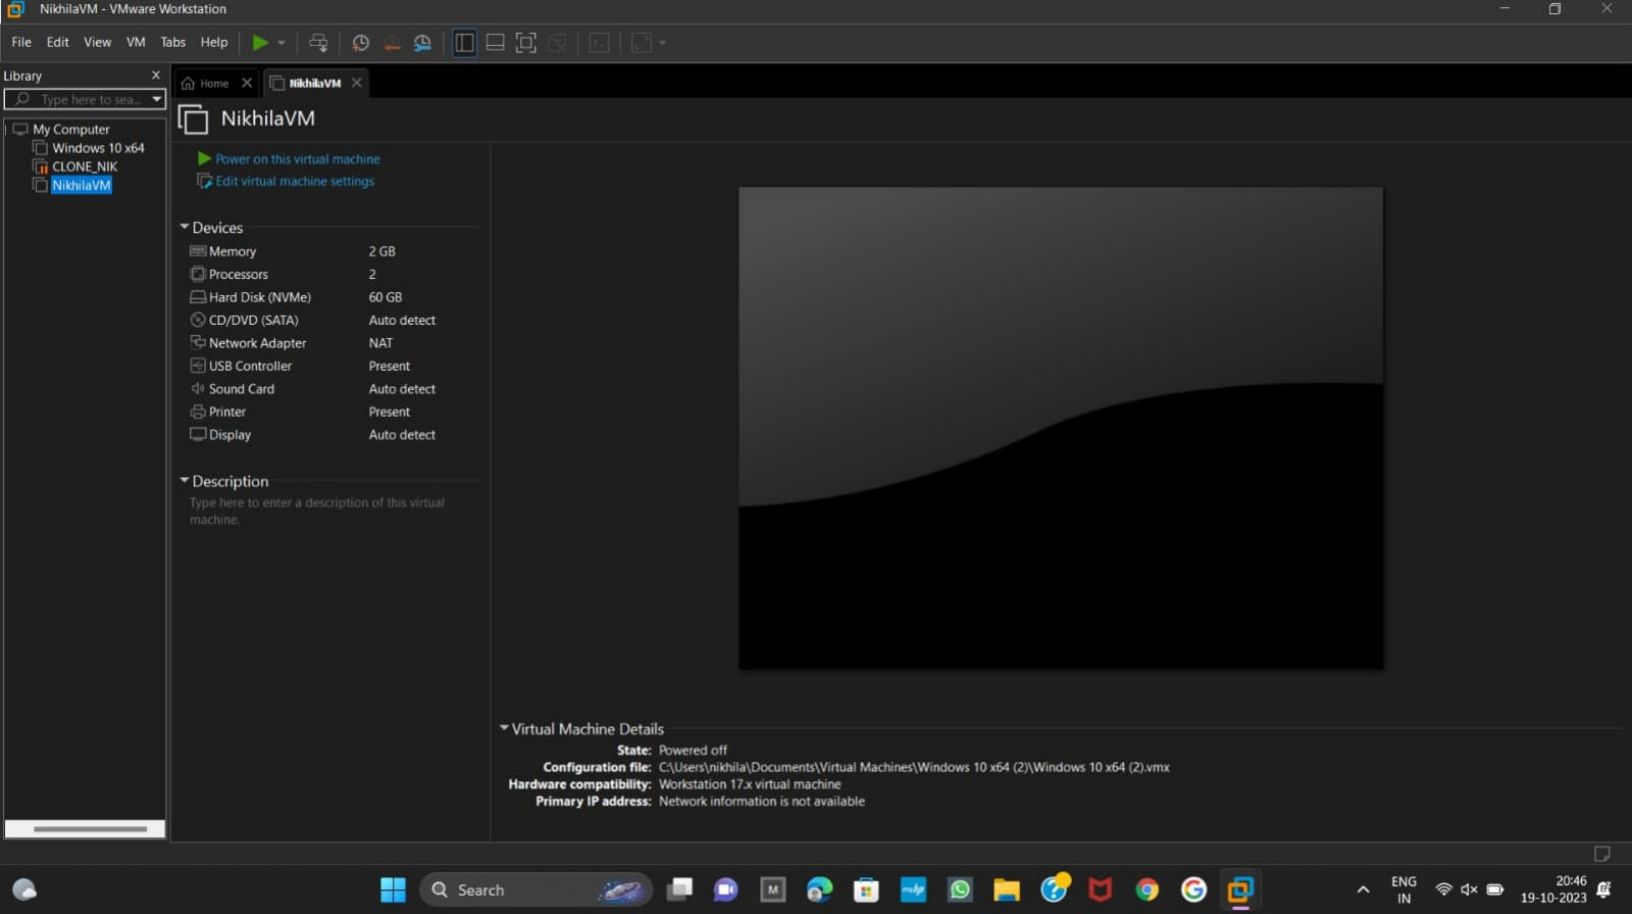 NikhilaVM - VMware Workstation
File Edit View VM Tabs Help
Library
Type here to sea...
My Computer
Windows 10 x64
CLONE_NIK
NikhilaVM
Home NikhilaVM
NikhilaVM
Power on this virtual machine
Edit virtual machine settings
Devices
Memory 2 GB
Processors 2
Hard Disk (NVMe) 60 GB
CD/DVD (SATA) Auto detect
Network Adapter NAT
USB Controller Present
Sound Card Auto detect
Printer Present
Display Auto detect
Description
Type here to enter a description of this virtual
machine.
Virtual Machine Details
State: Powered off
Configuration file: C:\Users\nikhila\Documents\Virtual Machines\Windows 10 x64 (2)\Windows 10 x64 (2).vmx
Hardware compatibility: Workstation 17.x virtual machine
Primary IP address: Network information is not available
Search
M
ENG
IN
20:46
19-10-2023